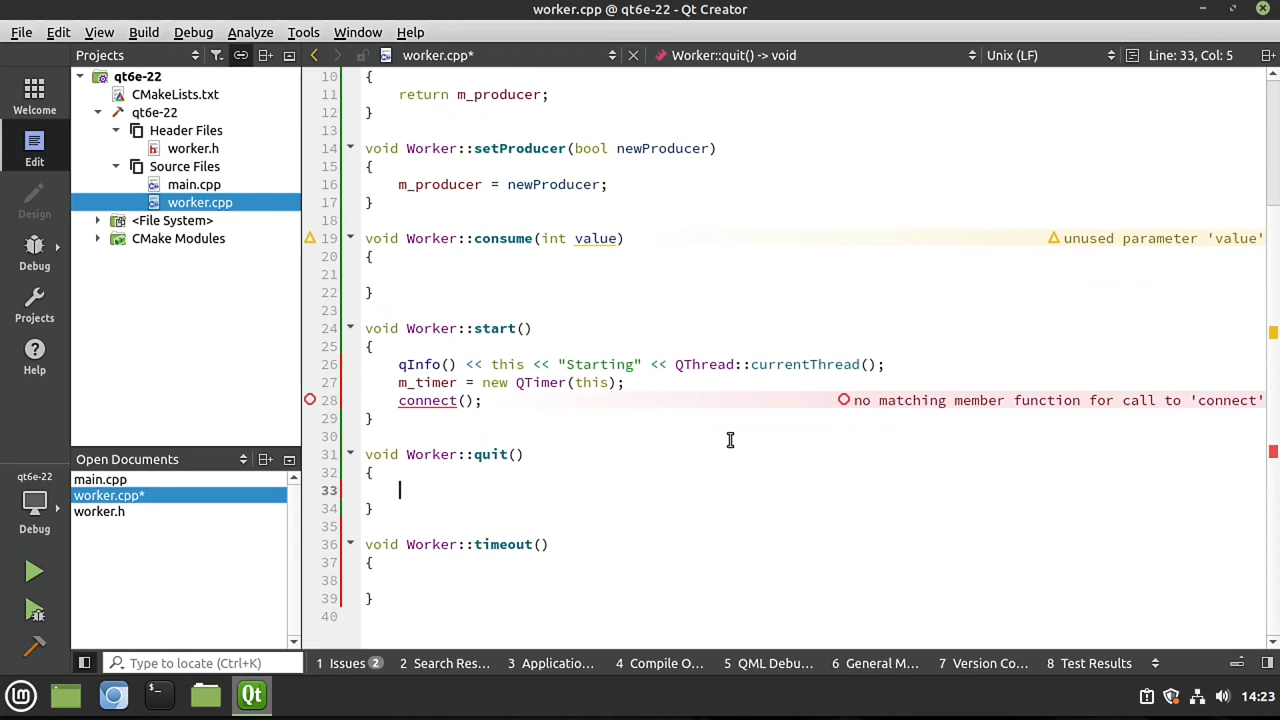 worker.cpp @ qt6e-22 - Qt Creator
File Edit View Build Debug Analyze Tools Window Help
Projects worker.cpp* Worker::quit() -> void Unix (LF) Line: 33, Col: 5
Welcome
Edit
Design
Debug
Projects
Help
qt6e-22
Debug
qt6e-22
CMakeLists.txt
qt6e-22
Header Files
worker.h
Source Files
main.cpp
worker.cpp
<File System>
CMake Modules
Open Documents
main.cpp
worker.cpp*
worker.h
10 {
11 return m_producer;
12 }
13
14 void Worker::setProducer(bool newProducer)
15 {
16 m_producer = newProducer;
17 }
18
19 void Worker::consume(int value) unused parameter 'value'
20 {
21
22 }
23
24 void Worker::start()
25 {
26 qInfo() << this << "Starting" << QThread::currentThread();
27 m_timer = new QTimer(this);
28 connect(); no matching member function for call to 'connect'
29 }
30
31 void Worker::quit()
32 {
33
34 }
35
36 void Worker::timeout()
37 {
38
39 }
40
Type to locate (Ctrl+K) 1 Issues 2 2 Search Res... 3 Applicatio... 4 Compile O... 5 QML Debu... 6 General M... 7 Version Co... 8 Test Results
Qt 14:23